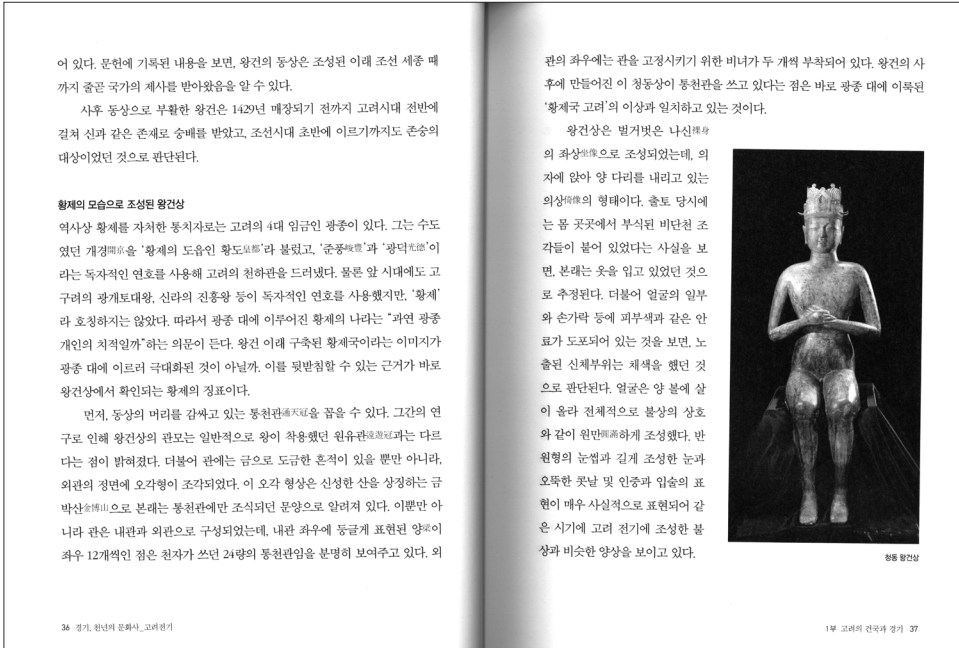 어 있다. 문헌에 기록된 내용을 보면, 왕건의 동상은 조성된 이래 조선 세종 때
까지 줄곧 국가의 제사를 받아왔음을 알 수 있다.
사후 동상으로 부활한 왕건은 1429년 매장되기 전까지 고려시대 전반에
걸쳐 신과 같은 존재로 숭배를 받았고, 조선시대 초반에 이르기까지도 존숭의
대상이었던 것으로 판단된다.
황제의 모습으로 조성된 왕건상
역사상 황제를 자처한 통치자로는 고려의 4대 임금인 광종이 있다. 그는 수도
였던 개경開京을 ‘황제의 도읍인 황도皇都’라 불렀고, ‘준풍峻豊’과 ‘광덕光德’이
라는 독자적인 연호를 사용해 고려의 천하관을 드러냈다. 물론 앞 시대에도 고
구려의 광개토대왕, 신라의 진흥왕 등이 독자적인 연호를 사용했지만, ‘황제’
라 호칭하지는 않았다. 따라서 광종 대에 이루어진 황제의 나라는 “과연 광종
개인의 치적일까”하는 의문이 든다. 왕건 이래 구축된 황제국이라는 이미지가
광종 대에 이르러 극대화된 것이 아닐까. 이를 뒷받침할 수 있는 근거가 바로
왕건상에서 확인되는 황제의 징표이다.
먼저, 동상의 머리를 감싸고 있는 통천관通天冠을 꼽을 수 있다. 그간의 연
구로 인해 왕건상의 관모는 일반적으로 왕이 착용했던 원유관遠遊冠과는 다르
다는 점이 밝혀졌다. 더불어 관에는 금으로 도금한 흔적이 있을 뿐만 아니라,
외관의 정면에 오각형이 조각되었다. 이 오각 형상은 신성한 산을 상징하는 금
박산金博山으로 본래는 통천관에만 조식되던 문양으로 알려져 있다. 이뿐만 아
니라 관은 내관과 외관으로 구성되었는데, 내관 좌우에 둥글게 표현된 양梁이
좌우 12개씩인 점은 천자가 쓰던 24량의 통천관임을 분명히 보여주고 있다. 외
36 경기, 천년의 문화사_고려전기
관의 좌우에는 관을 고정시키기 위한 비녀가 두 개씩 부착되어 있다. 왕건의 사
후에 만들어진 이 청동상이 통천관을 쓰고 있다는 점은 바로 광종 대에 이룩된
‘황제국 고려’의 이상과 일치하고 있는 것이다.
왕건상은 벌거벗은 나신裸身
의 좌상坐像으로 조성되었는데, 의
자에 앉아 양 다리를 내리고 있는
의상倚像의 형태이다. 출토 당시에
는 몸 곳곳에서 부식된 비단천 조
각들이 붙어 있었다는 사실을 보
면, 본래는 옷을 입고 있었던 것으
로 추정된다. 더불어 얼굴의 일부
와 손가락 등에 피부색과 같은 안
료가 도포되어 있는 것을 보면, 노
출된 신체부위는 채색을 했던 것
으로 판단된다. 얼굴은 양 볼에 살
이 올라 전체적으로 불상의 상호
와 같이 원만圓滿하게 조성했다. 반
원형의 눈썹과 길게 조성한 눈과
오뚝한 콧날 및 인중과 입술의 표
현이 매우 사실적으로 표현되어 같
은 시기에 고려 전기에 조성한 불
상과 비슷한 양상을 보이고 있다.
청동 왕건상
1부 고려의 건국과 경기 37